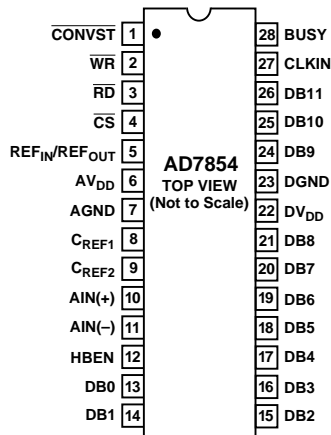 CONVST 1 28 BUSY
WR 2 27 CLKIN
RD 3 26 DB11
CS 4 25 DB10
REFIN/REFOUT 5 24 DB9
AD7854
AVDD 6 TOP VIEW 23 DGND
AGND 7 (Not to Scale) 22 DVDD
CREF1 8 21 DB8
CREF2 9 20 DB7
AIN(+) 10 19 DB6
AIN(–) 11 18 DB5
HBEN 12 17 DB4
DB0 13 16 DB3
DB1 14 15 DB2